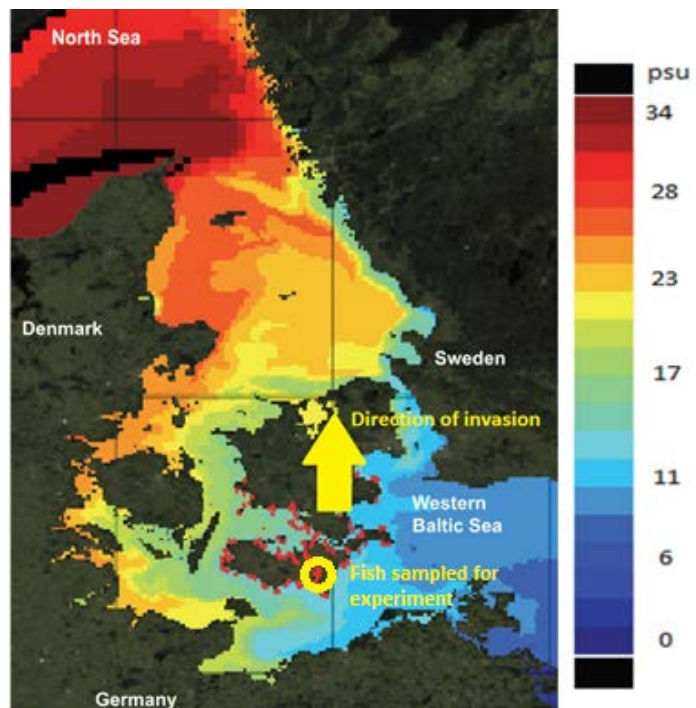 North Sea
psu
34
28
23
Denmark
Sweden
17
Direction of invasion
11
Western
Baltic Sea
6
Fish sampled for
experiment
0
Germany